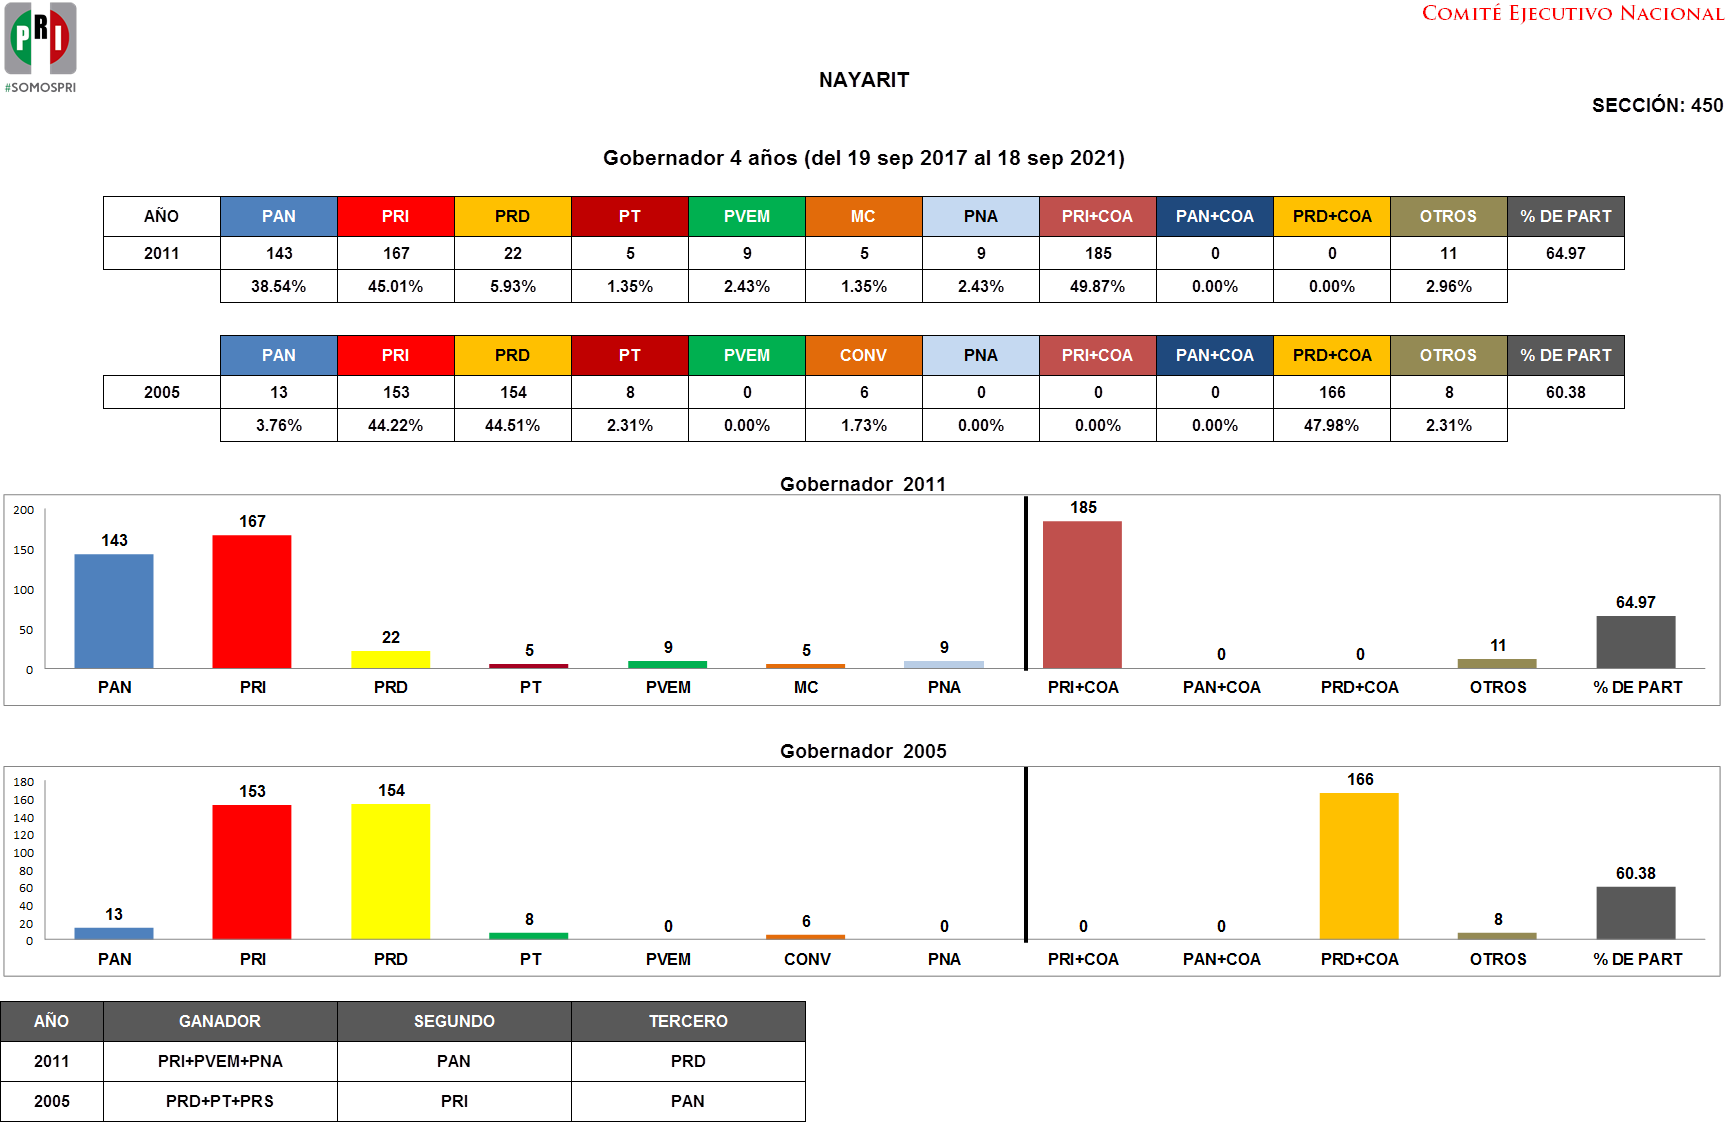 PRI
#SOMOSPRI
COMITÉ EJECUTIVO NACIONAL
NAYARIT
SECCIÓN: 450
Gobernador 4 años (del 19 sep 2017 al 18 sep 2021)
AÑO PAN PRI PRD PT PVEM MC PNA PRI+COA PAN+COA PRD+COA OTROS % DE PART
2011 143 167 22 5 9 5 9 185 0 0 11 64.97
38.54% 45.01% 5.93% 1.35% 2.43% 1.35% 2.43% 49.87% 0.00% 0.00% 2.96%
PAN PRI PRD PT PVEM CONV PNA PRI+COA PAN+COA PRD+COA OTROS % DE PART
2005 13 153 154 8 0 6 0 0 0 166 8 60.38
3.76% 44.22% 44.51% 2.31% 0.00% 1.73% 0.00% 0.00% 0.00% 47.98% 2.31%
Gobernador 2011
200
150
100
50
0
143 167 22 5 9 5 9 185 0 0 11 64.97
PAN PRI PRD PT PVEM MC PNA PRI+COA PAN+COA PRD+COA OTROS % DE PART
Gobernador 2005
180
160
140
120
100
80
60
40
20
0
13 153 154 8 0 6 0 0 0 166 8 60.38
PAN PRI PRD PT PVEM CONV PNA PRI+COA PAN+COA PRD+COA OTROS % DE PART
AÑO GANADOR SEGUNDO TERCERO
2011 PRI+PVEM+PNA PAN PRD
2005 PRD+PT+PRS PRI PAN